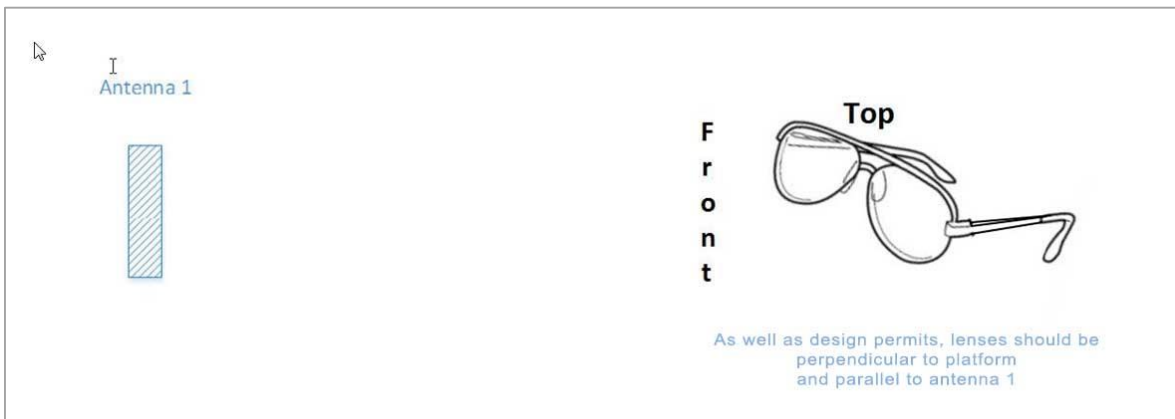 Antenna 1
Top
Front
As well as design permits, lenses should be
perpendicular to platform
and parallel to antenna 1